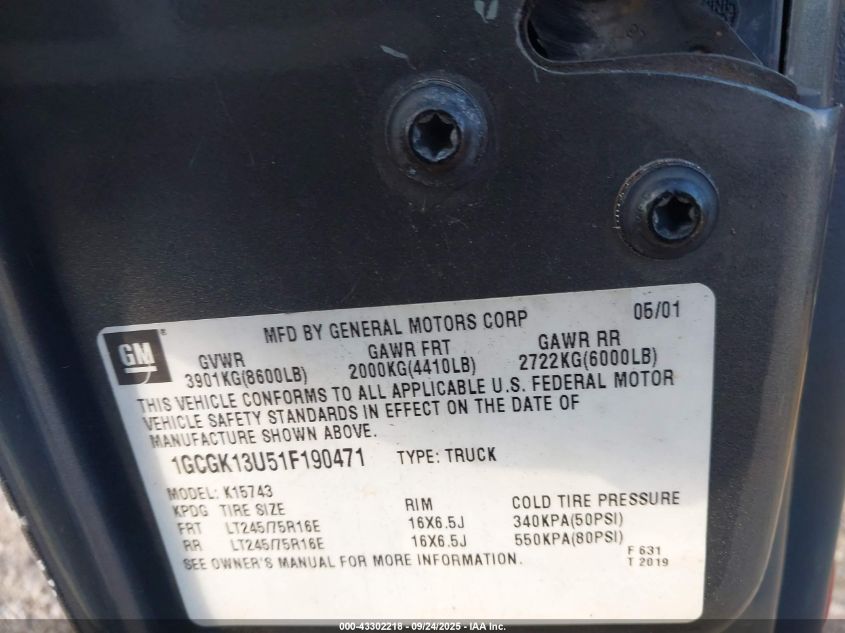 05/01
GM
MFD BY GENERAL MOTORS CORP
GVWR GAWR FRT GAWR RR
3901KG(8600LB) 2000KG(4410LB) 2722KG(6000LB)
THIS VEHICLE CONFORMS TO ALL APPLICABLE U.S. FEDERAL MOTOR
VEHICLE SAFETY STANDARDS IN EFFECT ON THE DATE OF
MANUFACTURE SHOWN ABOVE.
1GCGK13U51F190471 TYPE: TRUCK
MODEL: K15743
KPDG TIRE SIZE RIM COLD TIRE PRESSURE
FRT LT245/75R16E 16X6.5J 340KPA(50PSI)
RR LT245/75R16E 16X6.5J 550KPA(80PSI)
SEE OWNER'S MANUAL FOR MORE INFORMATION.
F 631
T 2019
000-43302218 - 09/24/2025 - IAA Inc.